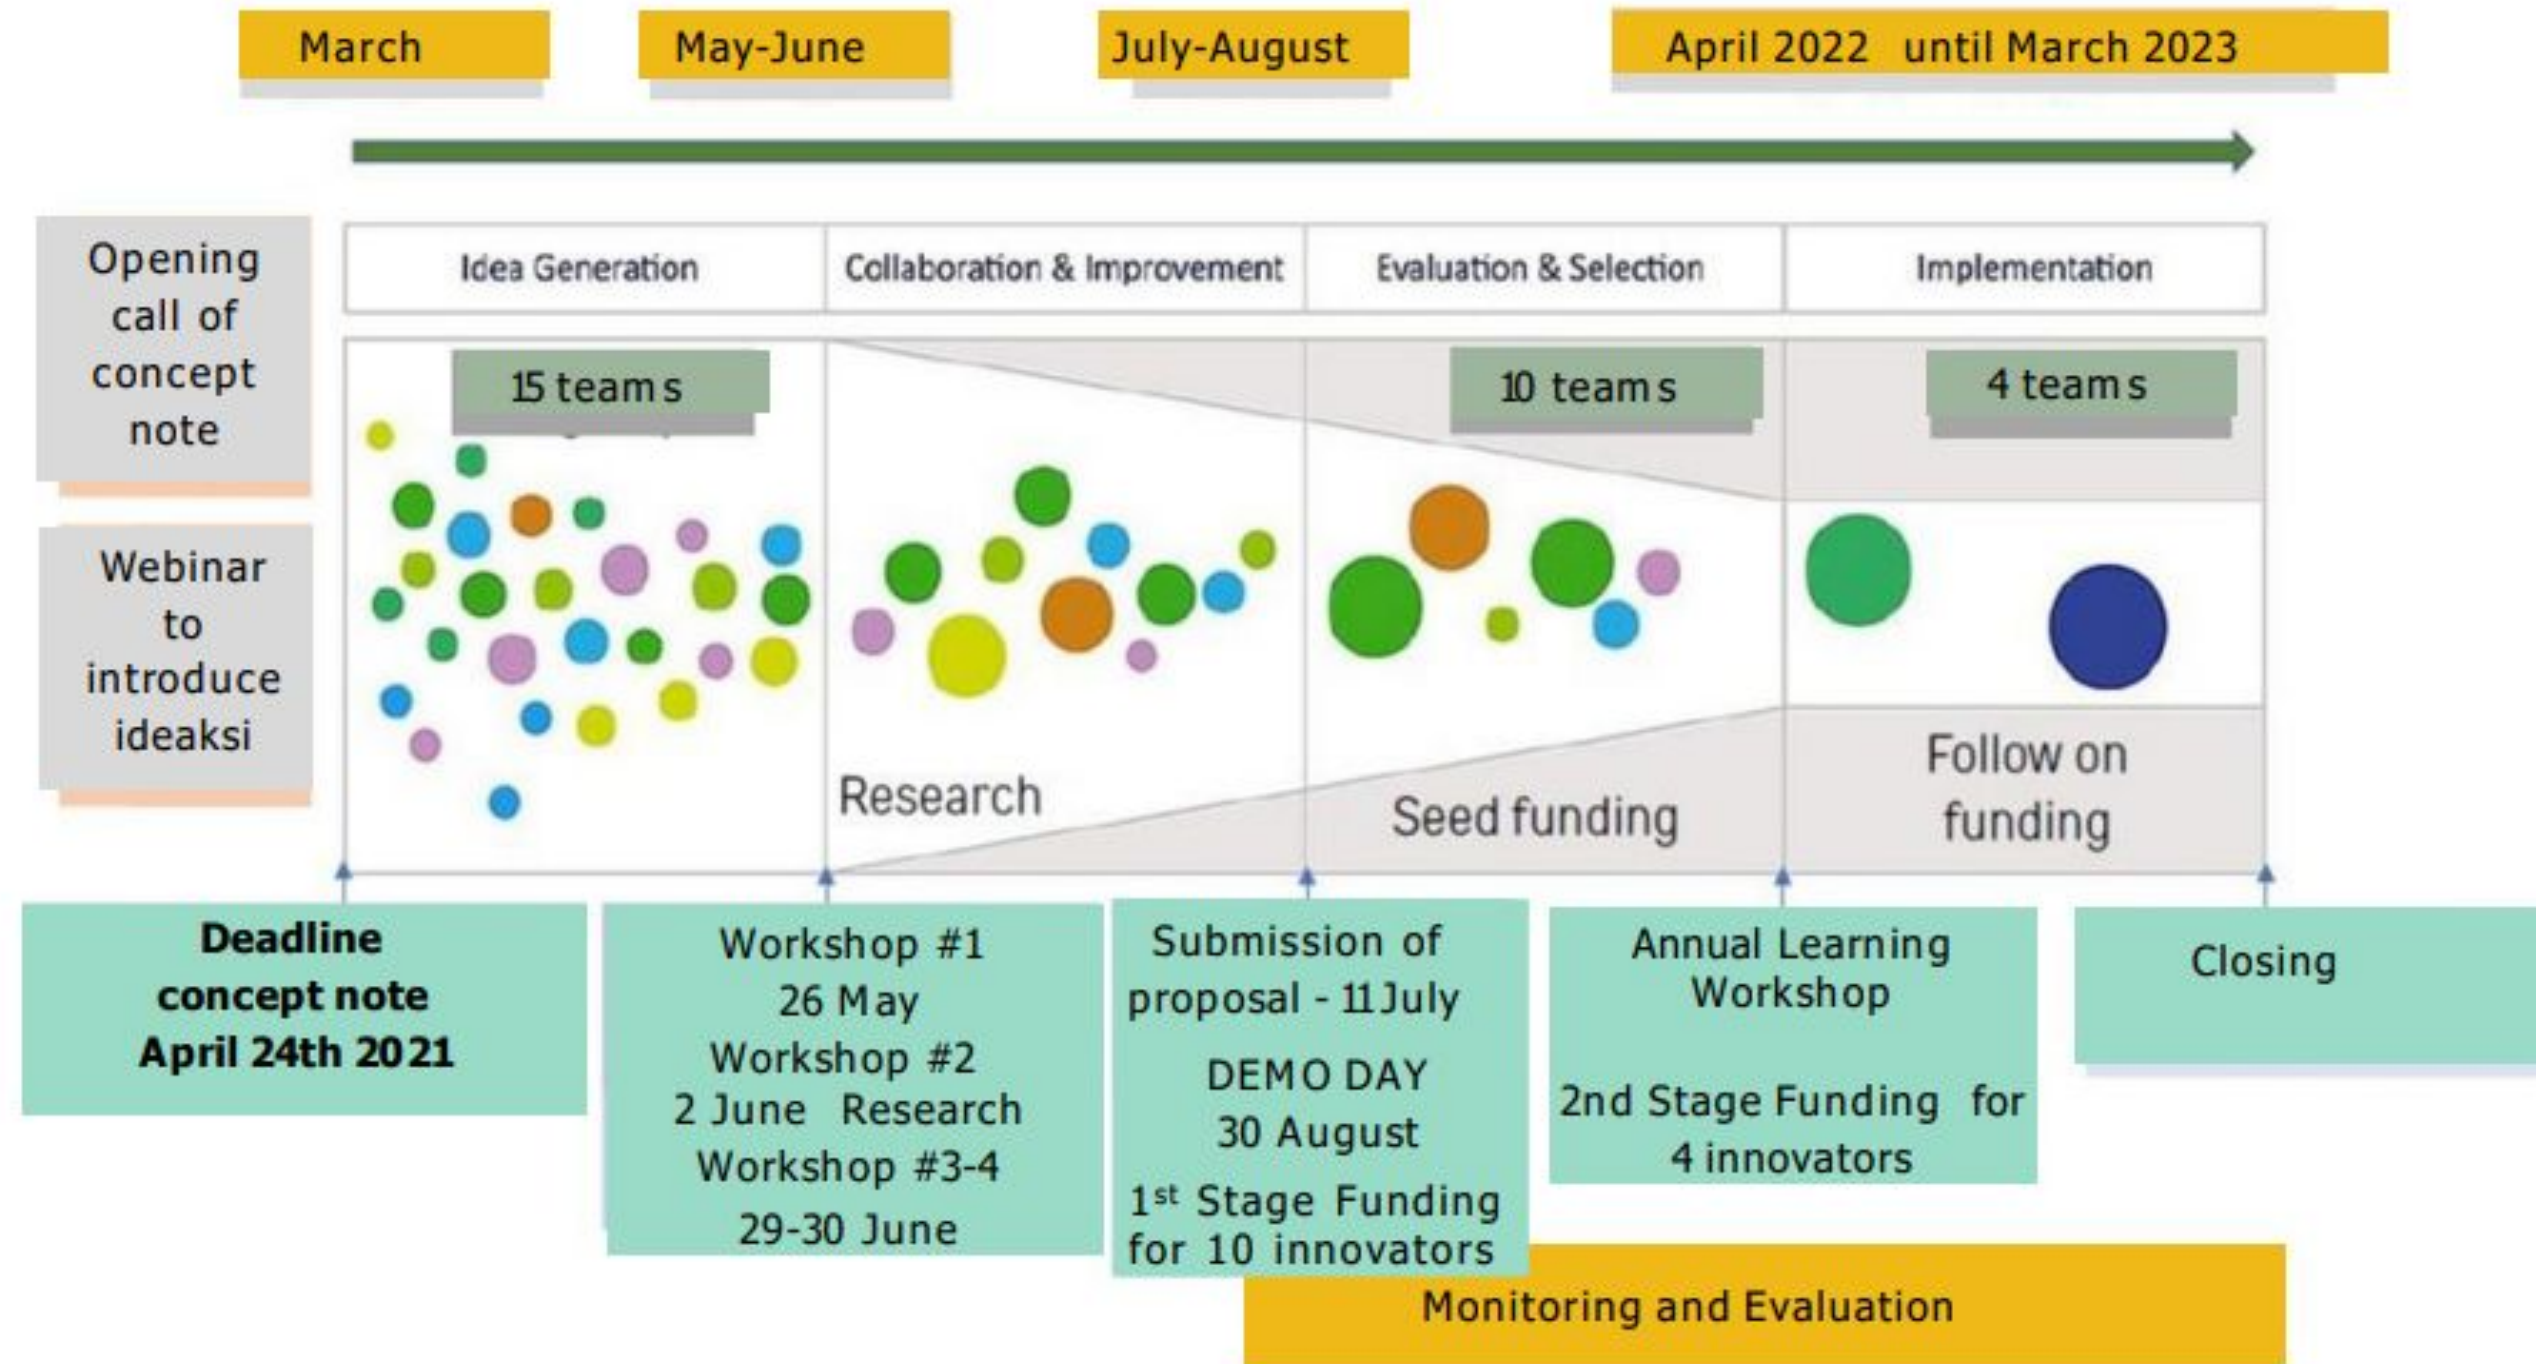 March
May-June
July-August
April 2022 until March 2023
Opening
call of
concept
note
Webinar
to
introduce
ideaksi
Idea Generation
Collaboration & Improvement
Evaluation & Selection
Implementation
15 teams
10 teams
4 teams
Research
Seed funding
Follow on
funding
Deadline
concept note
April 24th 2021
Workshop #1
26 May
Workshop #2
2 June Research
Workshop #3-4
29-30 June
Submission of
proposal - 11 July
DEMO DAY
30 August
1st Stage Funding
for 10 innovators
Annual Learning
Workshop
2nd Stage Funding for
4 innovators
Closing
Monitoring and Evaluation